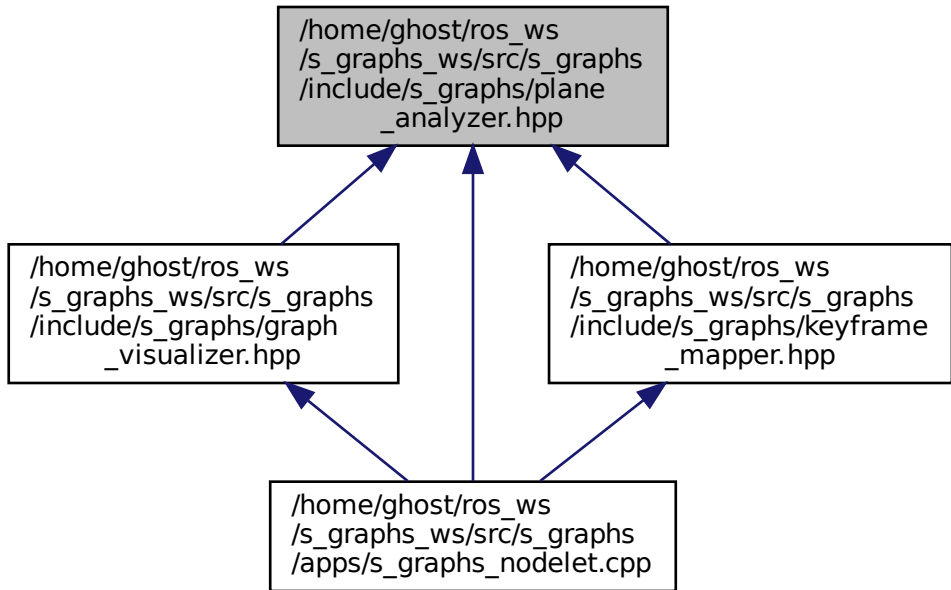 /home/ghost/ros_ws
/s_graphs_ws/src/s_graphs
/include/s_graphs/plane
_analyzer.hpp
/home/ghost/ros_ws
/s_graphs_ws/src/s_graphs
/include/s_graphs/graph
_visualizer.hpp
/home/ghost/ros_ws
/s_graphs_ws/src/s_graphs
/include/s_graphs/keyframe
_mapper.hpp
/home/ghost/ros_ws
/s_graphs_ws/src/s_graphs
/apps/s_graphs_nodelet.cpp